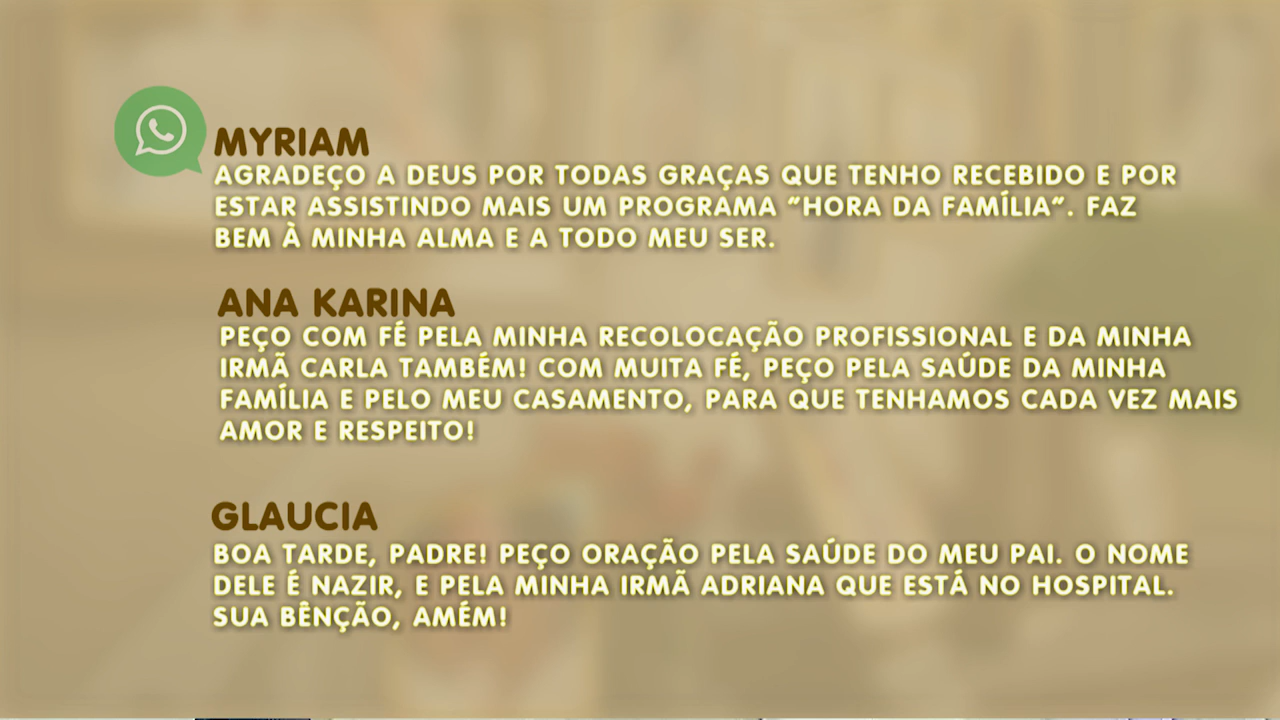 MYRIAM
AGRADEÇO A DEUS POR TODAS GRAÇAS QUE TENHO RECEBIDO E POR
ESTAR ASSISTINDO MAIS UM PROGRAMA "HORA DA FAMÍLIA". FAZ
BEM À MINHA ALMA E A TODO MEU SER.
ANA KARINA
PEÇO COM FÉ PELA MINHA RECOLOCAÇÃO PROFISSIONAL E DA MINHA
IRMÃ CARLA TAMBÉM! COM MUITA FÉ, PEÇO PELA SAÚDE DA MINHA
FAMÍLIA E PELO MEU CASAMENTO, PARA QUE TENHAMOS CADA VEZ MAIS
AMOR E RESPEITO!
GLAUCIA
BOA TARDE, PADRE! PEÇO ORAÇÃO PELA SAÚDE DO MEU PAI. O NOME
DELE É NAZIR, E PELA MINHA IRMÃ ADRIANA QUE ESTÁ NO HOSPITAL.
SUA BÊNÇÃO, AMÉM!